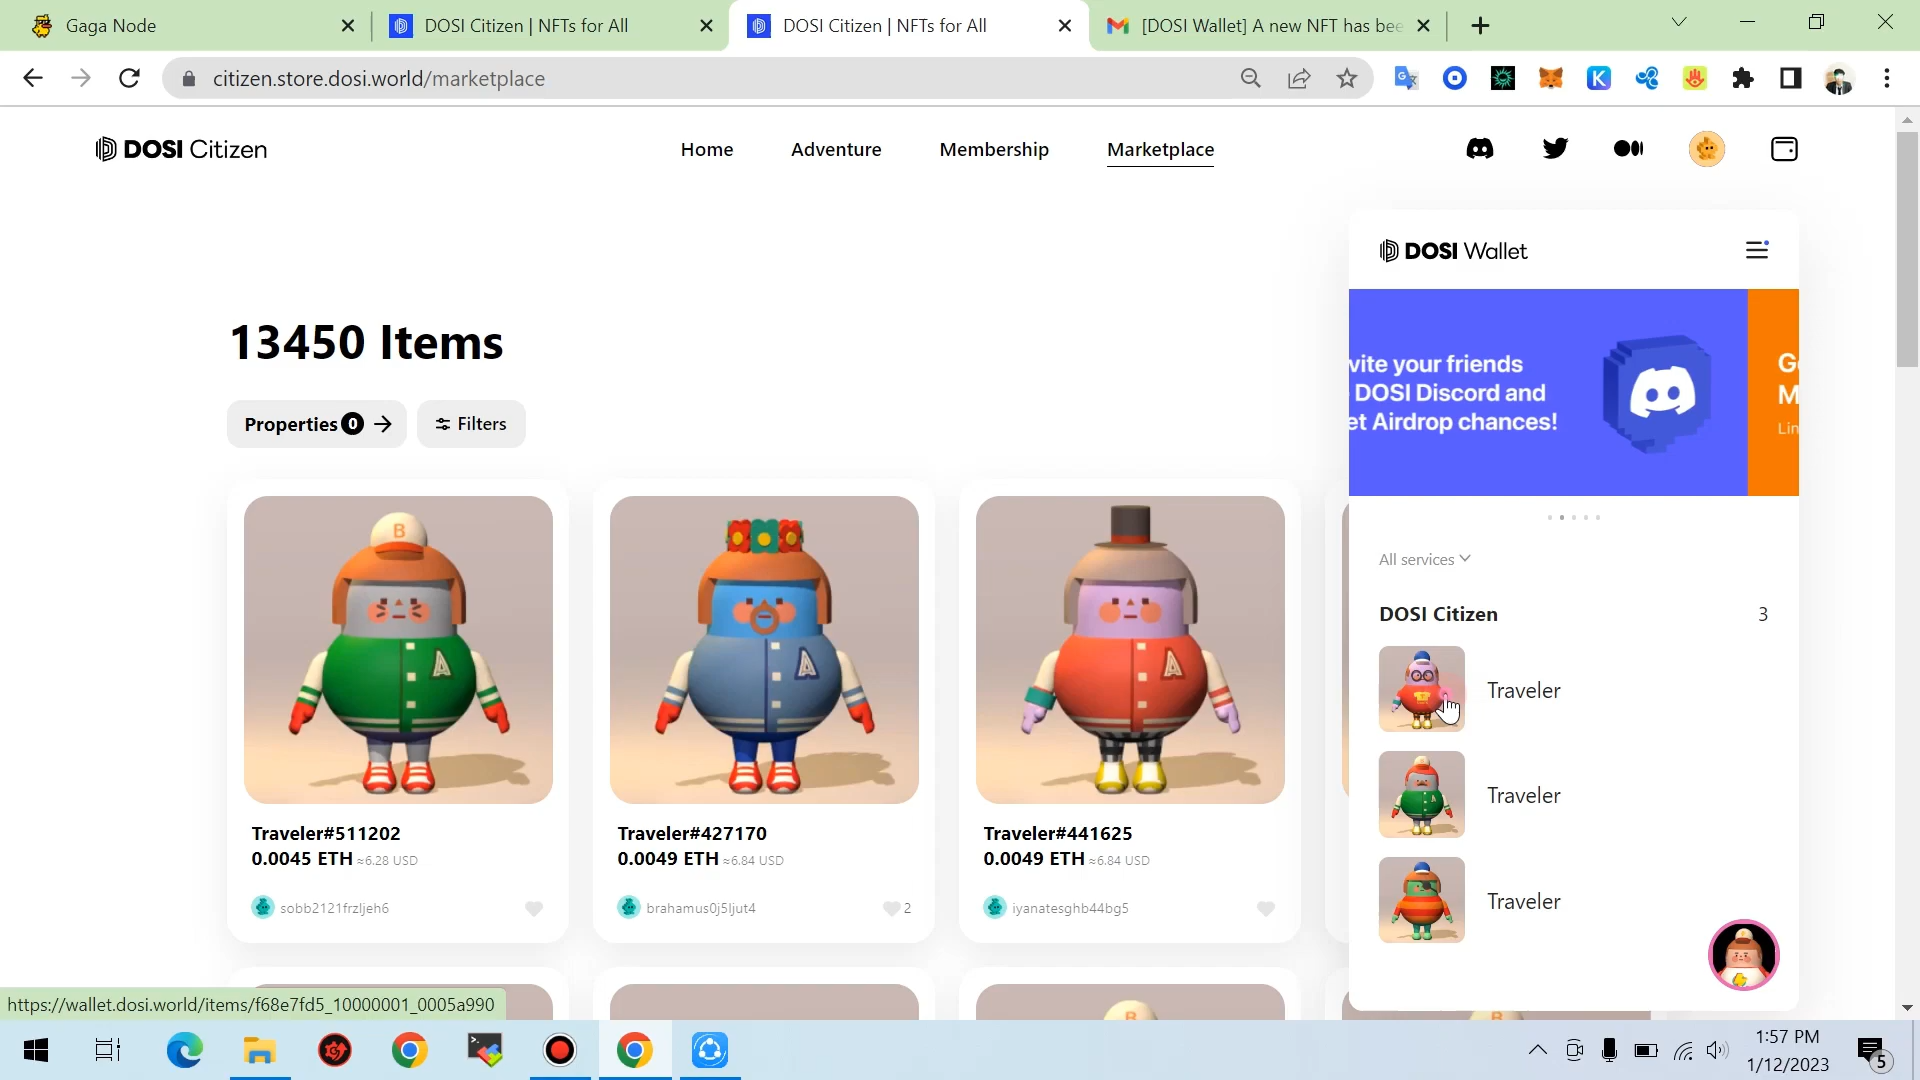 Gaga Node
DOSI Citizen | NFTs for All
DOSI Citizen | NFTs for All
[DOSI Wallet] A new NFT has bee
citizen.store.dosi.world/marketplace
DOSI Citizen
Home
Adventure
Membership
Marketplace
DOSI Wallet
vite your friends
DOSI Discord and
et Airdrop chances!
G
M
Lin
13450 Items
Properties 0
Filters
All services
DOSI Citizen
3
Traveler
Traveler
Traveler
B
A
A
A
Traveler#511202
0.0045 ETH ≈6.28 USD
sobb2121frzljeh6
Traveler#427170
0.0049 ETH ≈6.84 USD
brahamus0j5ljut4
2
Traveler#441625
0.0049 ETH ≈6.84 USD
iyanatesghb44bg5
B
B
https://wallet.dosi.world/items/f68e7fd5_10000001_0005a990
1:57 PM
1/12/2023
5